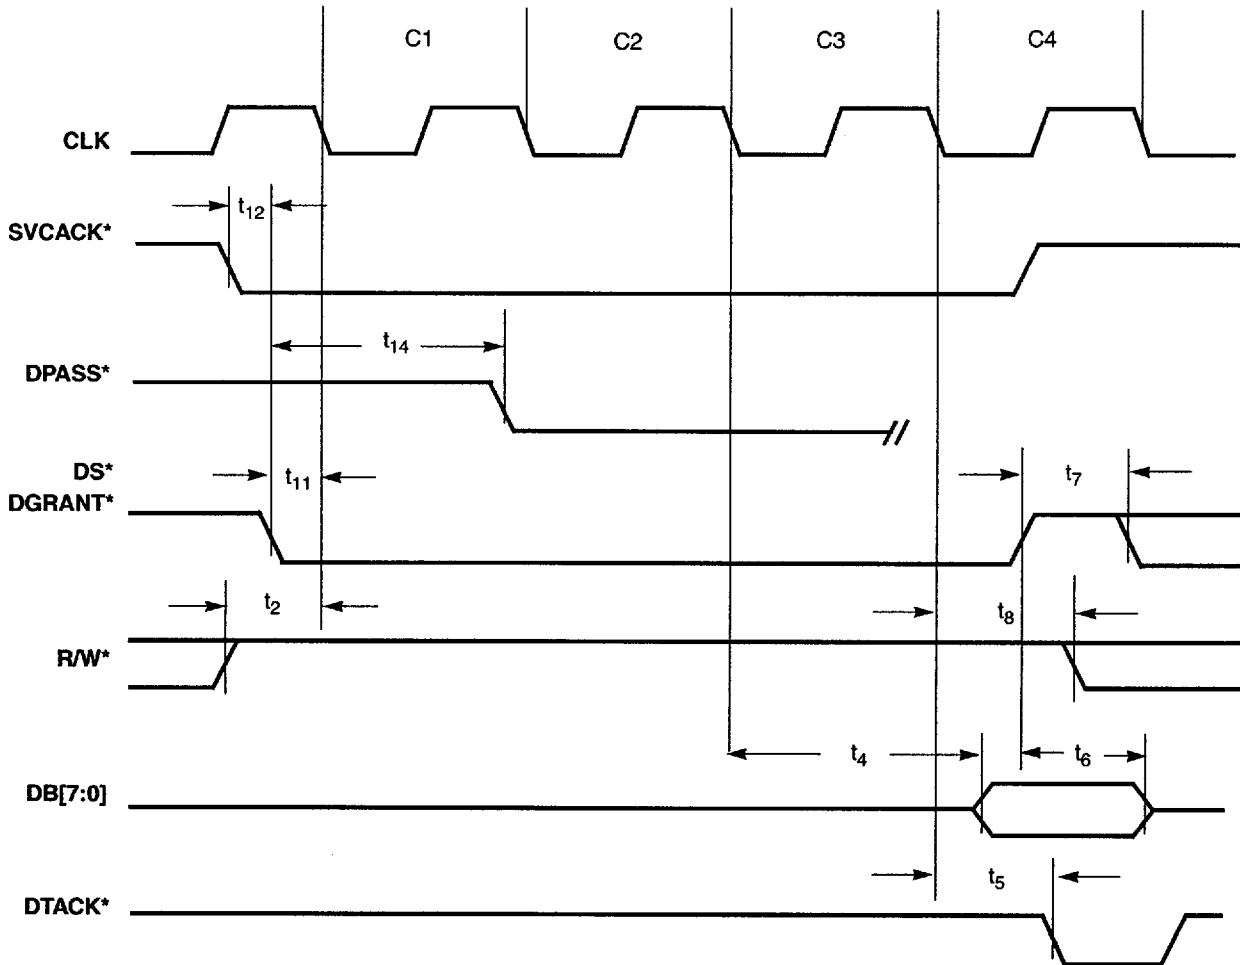 C1 C2 C3 C4
CLK
t12
SVCACK*
t14
DPASS*
DS*
t11 t7
DGRANT*
t2 t8
R/W*
t4 t6
DB[7:0]
t5
DTACK*